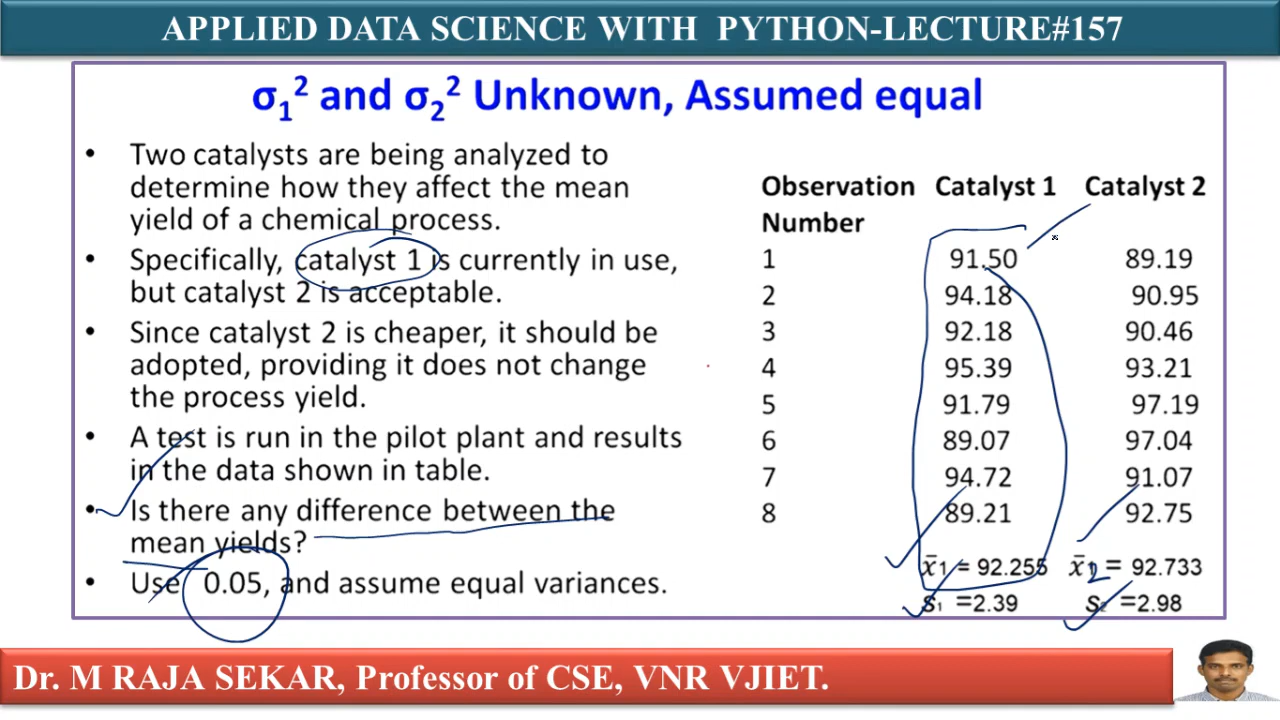 APPLIED DATA SCIENCE WITH PYTHON-LECTURE#157
σ₁² and σ₂² Unknown, Assumed equal
• Two catalysts are being analyzed to
determine how they affect the mean
yield of a chemical process.
• Specifically, catalyst 1 is currently in use,
but catalyst 2 is acceptable.
• Since catalyst 2 is cheaper, it should be
adopted, providing it does not change
the process yield.
• A test is run in the pilot plant and results
in the data shown in table.
• Is there any difference between the
mean yields?
• Use 0.05, and assume equal variances.
Observation Catalyst 1 Catalyst 2
Number
1 91.50 89.19
2 94.18 90.95
3 92.18 90.46
4 95.39 93.21
5 91.79 97.19
6 89.07 97.04
7 94.72 91.07
8 89.21 92.75
x̄1 = 92.255 x̄2 = 92.733
S₁ =2.39 S₂ =2.98
Dr. M RAJA SEKAR, Professor of CSE, VNR VJIET.